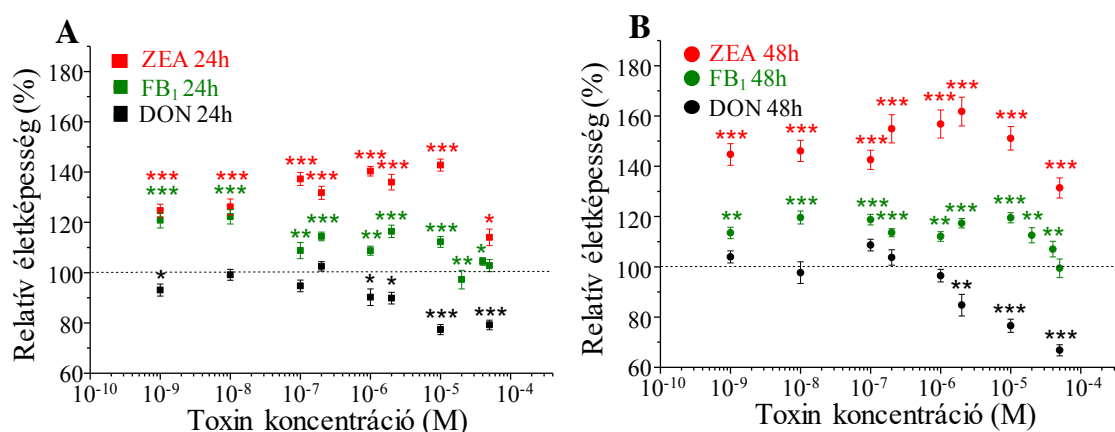 A
ZEA 24h
FB₁ 24h
DON 24h
Relatív életképesség (%)
180
160
140
120
100
80
60
*** *** *** *** *** *** *** *
*** *** ** *** ** *** *** ** *
* * * *** ***
10⁻¹⁰ 10⁻⁹ 10⁻⁸ 10⁻⁷ 10⁻⁶ 10⁻⁵ 10⁻⁴
Toxin koncentráció (M)
B
ZEA 48h
FB₁ 48h
DON 48h
Relatív életképesség (%)
180
160
140
120
100
80
60
*** *** *** *** *** *** *** ***
** *** *** *** ** *** *** ** ** **
** *** ***
10⁻¹⁰ 10⁻⁹ 10⁻⁸ 10⁻⁷ 10⁻⁶ 10⁻⁵ 10⁻⁴
Toxin koncentráció (M)